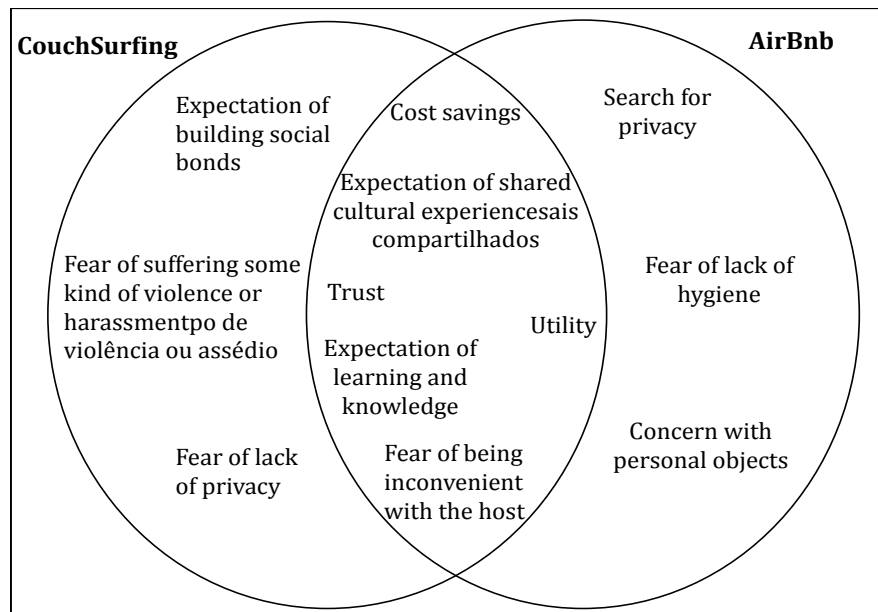 CouchSurfing
AirBnb
Expectation of
building social
bonds
Fear of suffering some
kind of violence or
harassmentpo de
violência ou assédio
Fear of lack
of privacy
Cost savings
Expectation of shared
cultural experiencesais
compartilhados
Trust
Utility
Expectation of
learning and
knowledge
Fear of being
inconvenient
with the host
Search for
privacy
Fear of lack of
hygiene
Concern with
personal objects